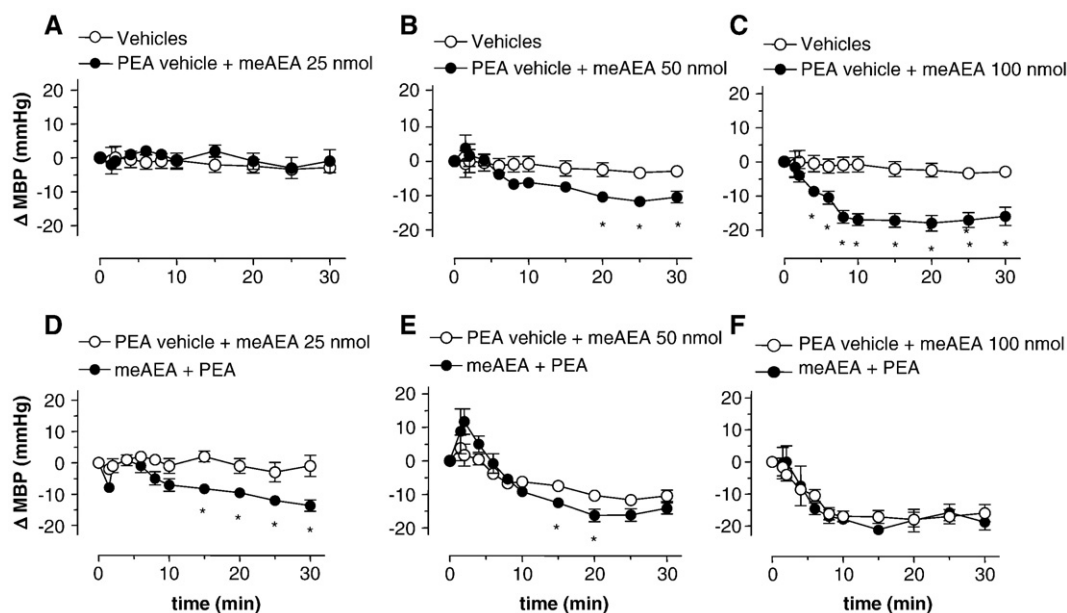 A
Vehicles
PEA vehicle + meAEA 25 nmol
B
Vehicles
PEA vehicle + meAEA 50 nmol
C
Vehicles
PEA vehicle + meAEA 100 nmol
Δ MBP (mmHg)
20
10
0
-10
-20
0 10 20 30
20
10
0
-10
-20
* * *
0 10 20 30
20
10
0
-10
-20
* * * * * * * *
0 10 20 30
D
PEA vehicle + meAEA 25 nmol
meAEA + PEA
E
PEA vehicle + meAEA 50 nmol
meAEA + PEA
F
PEA vehicle + meAEA 100 nmol
meAEA + PEA
Δ MBP (mmHg)
20
10
0
-10
-20
* * * *
0 10 20 30
time (min)
20
10
0
-10
-20
* *
0 10 20 30
time (min)
20
10
0
-10
-20
0 10 20 30
time (min)